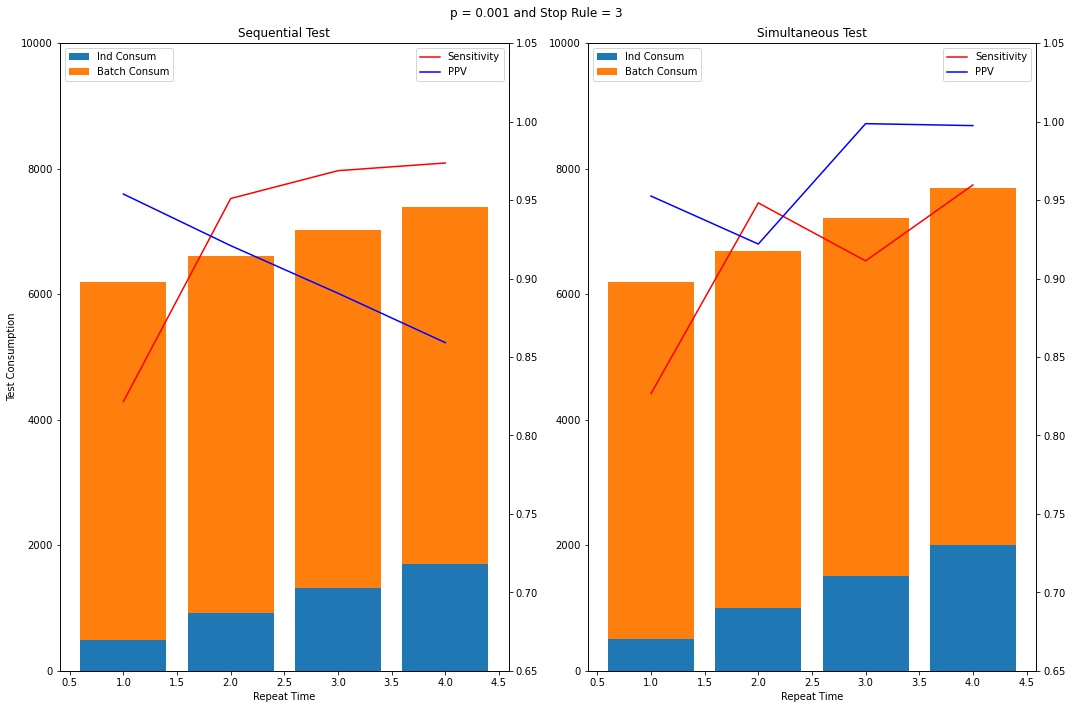 p = 0.001 and Stop Rule = 3
Sequential Test
Ind Consum
Batch Consum
Sensitivity
PPV
10000
8000
6000
4000
2000
0
Test Consumption
1.05
1.00
0.95
0.90
0.85
0.80
0.75
0.70
0.65
0.5 1.0 1.5 2.0 2.5 3.0 3.5 4.0 4.5
Repeat Time
Simultaneous Test
Ind Consum
Batch Consum
Sensitivity
PPV
10000
8000
6000
4000
2000
0
1.05
1.00
0.95
0.90
0.85
0.80
0.75
0.70
0.65
0.5 1.0 1.5 2.0 2.5 3.0 3.5 4.0 4.5
Repeat Time